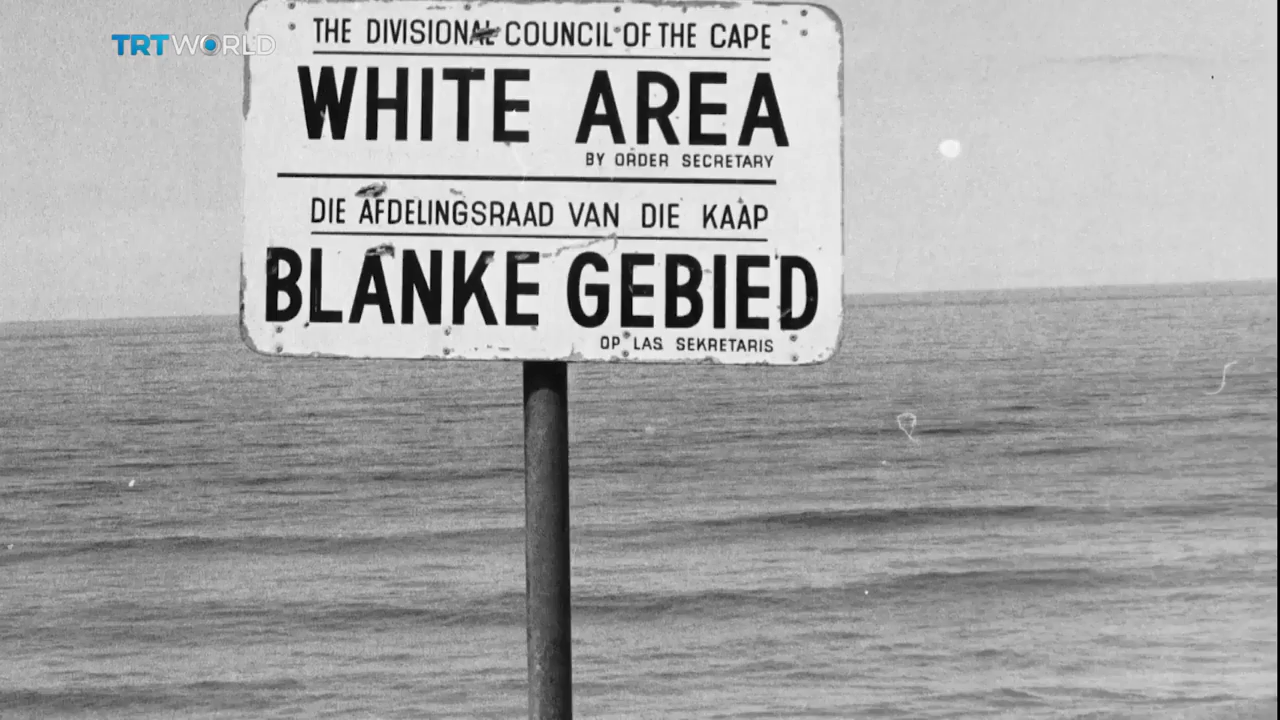 TRT WORLD
THE DIVISIONAL COUNCIL OF THE CAPE
WHITE AREA
BY ORDER SECRETARY
DIE AFDELINGSRAAD VAN DIE KAAP
BLANKE GEBIED
OP LAS SEKRETARIS